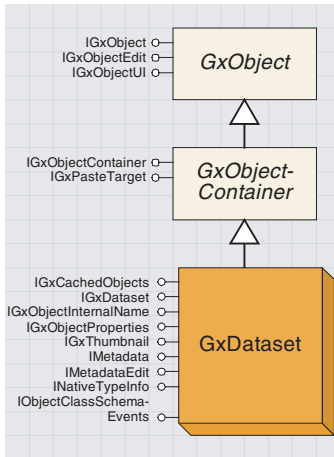 IGxObject
IGxObjectEdit
IGxObjectUI
GxObject
IGxObjectContainer
IGxPasteTarget
GxObject-
Container
IGxCachedObjects
IGxDataset
IGxObjectInternalName
IGxObjectProperties
IGxThumbnail
IMetadata
IMetadataEdit
INativeTypeInfo
IObjectClassSchema-
Events
GxDataset